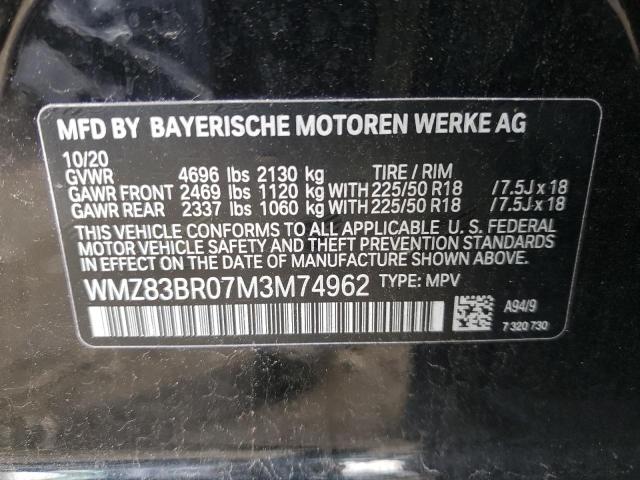 MFD BY BAYERISCHE MOTOREN WERKE AG
10/20
GVWR 4696 lbs 2130 kg TIRE / RIM
GAWR FRONT 2469 lbs 1120 kg WITH 225/50 R18 /7.5J x 18
GAWR REAR 2337 lbs 1060 kg WITH 225/50 R18 /7.5J x 18
THIS VEHICLE CONFORMS TO ALL APPLICABLE U. S. FEDERAL
MOTOR VEHICLE SAFETY AND THEFT PREVENTION STANDARDS
IN EFFECT ON THE DATE OF MANUFACTURE SHOWN ABOVE.
WMZ83BR07M3M74962 TYPE: MPV
A94/9
7 320 730